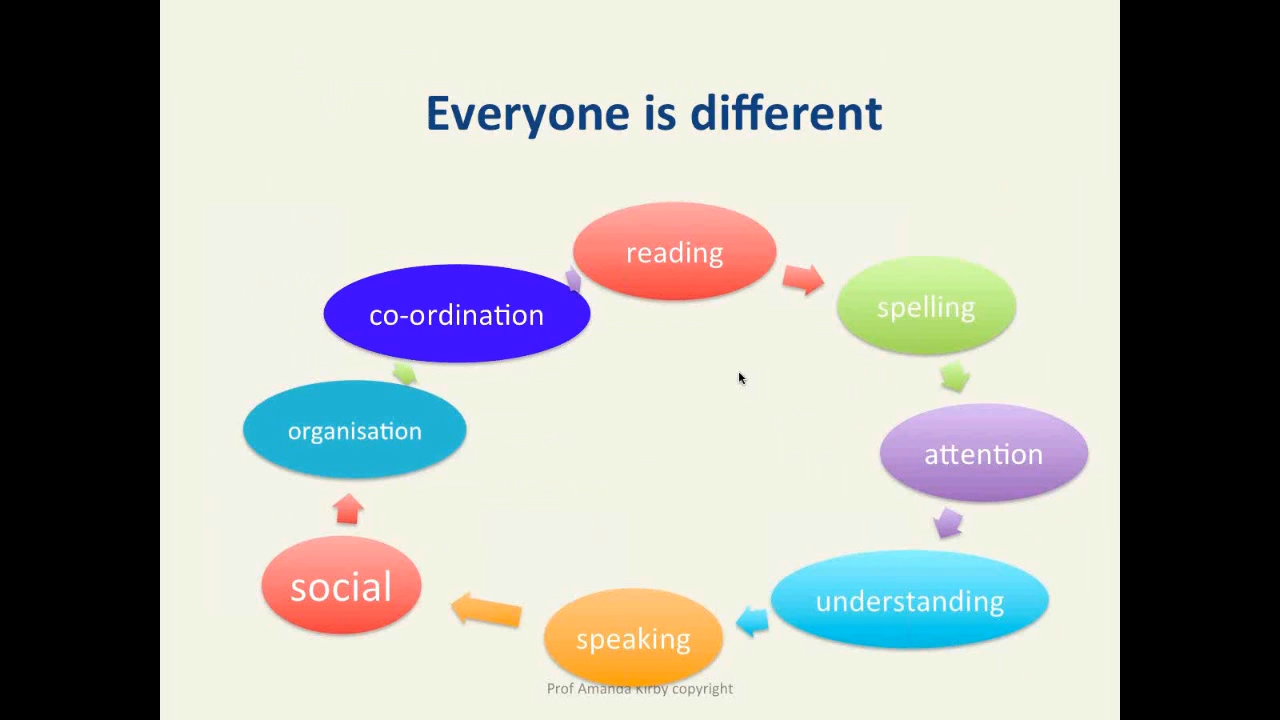 Everyone is different
reading
spelling
attention
understanding
speaking
social
organisation
co-ordination
Prof Amanda Kirby copyright